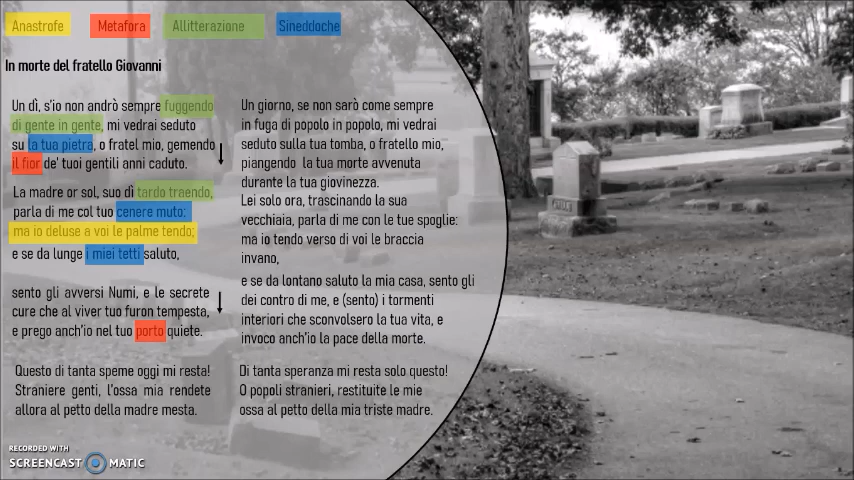 Anastrofe Metafora Allitterazione Sineddoche
In morte del fratello Giovanni
Un dì, s'io non andrò sempre fuggendo
di gente in gente, mi vedrai seduto
su la tua pietra, o fratel mio, gemendo
il fior de' tuoi gentili anni caduto.
La madre or sol, suo dì tardo traendo,
parla di me col tuo cenere muto:
ma io deluse a voi le palme tendo;
e se da lunge i miei tetti saluto,
sento gli avversi Numi, e le secrete
cure che al viver tuo furon tempesta,
e prego anch'io nel tuo porto quiete.
Questo di tanta speme oggi mi resta!
Straniere genti, l'ossa mia rendete
allora al petto della madre mesta.
Un giorno, se non sarò come sempre
in fuga di popolo in popolo, mi vedrai
seduto sulla tua tomba, o fratello mio,
piangendo la tua morte avvenuta
durante la tua giovinezza.
Lei solo ora, trascinando la sua
vecchiaia, parla di me con le tue spoglie:
ma io tendo verso di voi le braccia
invano,
e se da lontano saluto la mia casa, sento gli
dei contro di me, e (sento) i tormenti
interiori che sconvolsero la tua vita, e
invoco anch'io la pace della morte.
Di tanta speranza mi resta solo questo!
O popoli stranieri, restituite le mie
ossa al petto della mia triste madre.
RECORDED WITH
SCREENCAST MATIC